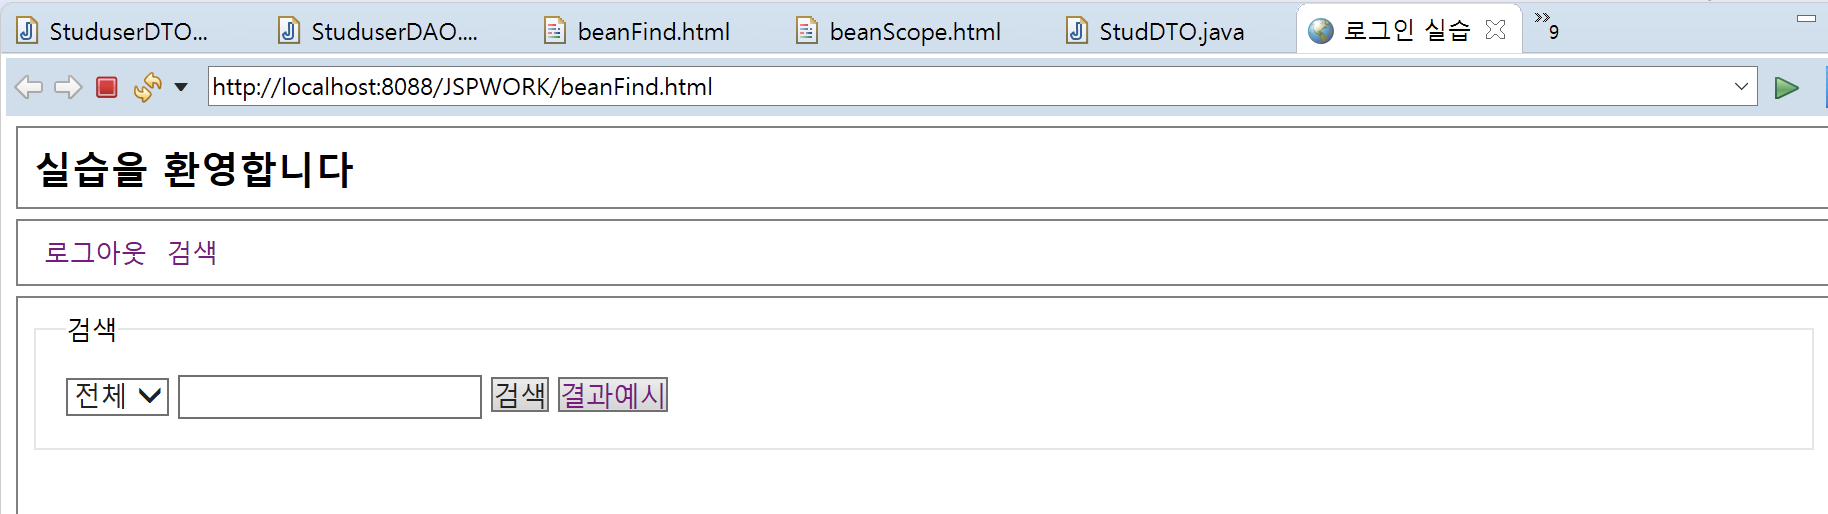 StuduserDTO... StuduserDAO.... beanFind.html beanScope.html StudDTO.java 로그인 실습 9
http://localhost:8088/JSPWORK/beanFind.html
실습을 환영합니다
로그아웃 검색
검색
전체 검색 결과예시